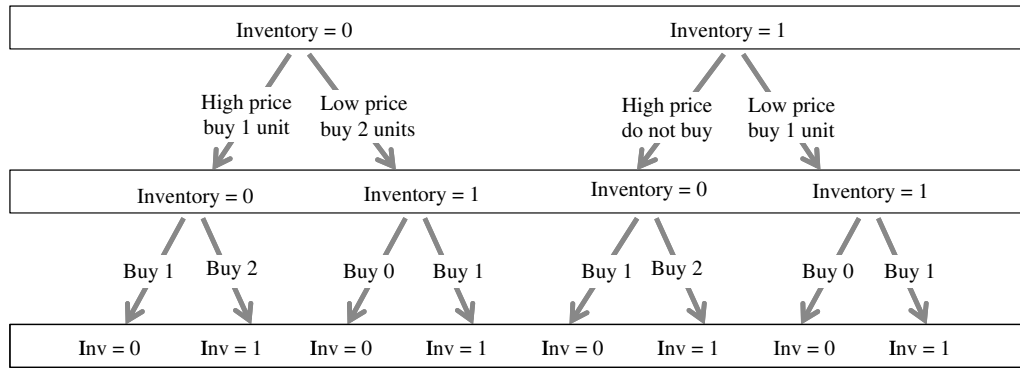 Inventory = 0
Inventory = 1
High price
buy 1 unit
Low price
buy 2 units
High price
do not buy
Low price
buy 1 unit
Inventory = 0
Inventory = 1
Inventory = 0
Inventory = 1
Buy 1
Buy 2
Buy 0
Buy 1
Buy 1
Buy 2
Buy 0
Buy 1
Inv = 0
Inv = 1
Inv = 0
Inv = 1
Inv = 0
Inv = 1
Inv = 0
Inv = 1